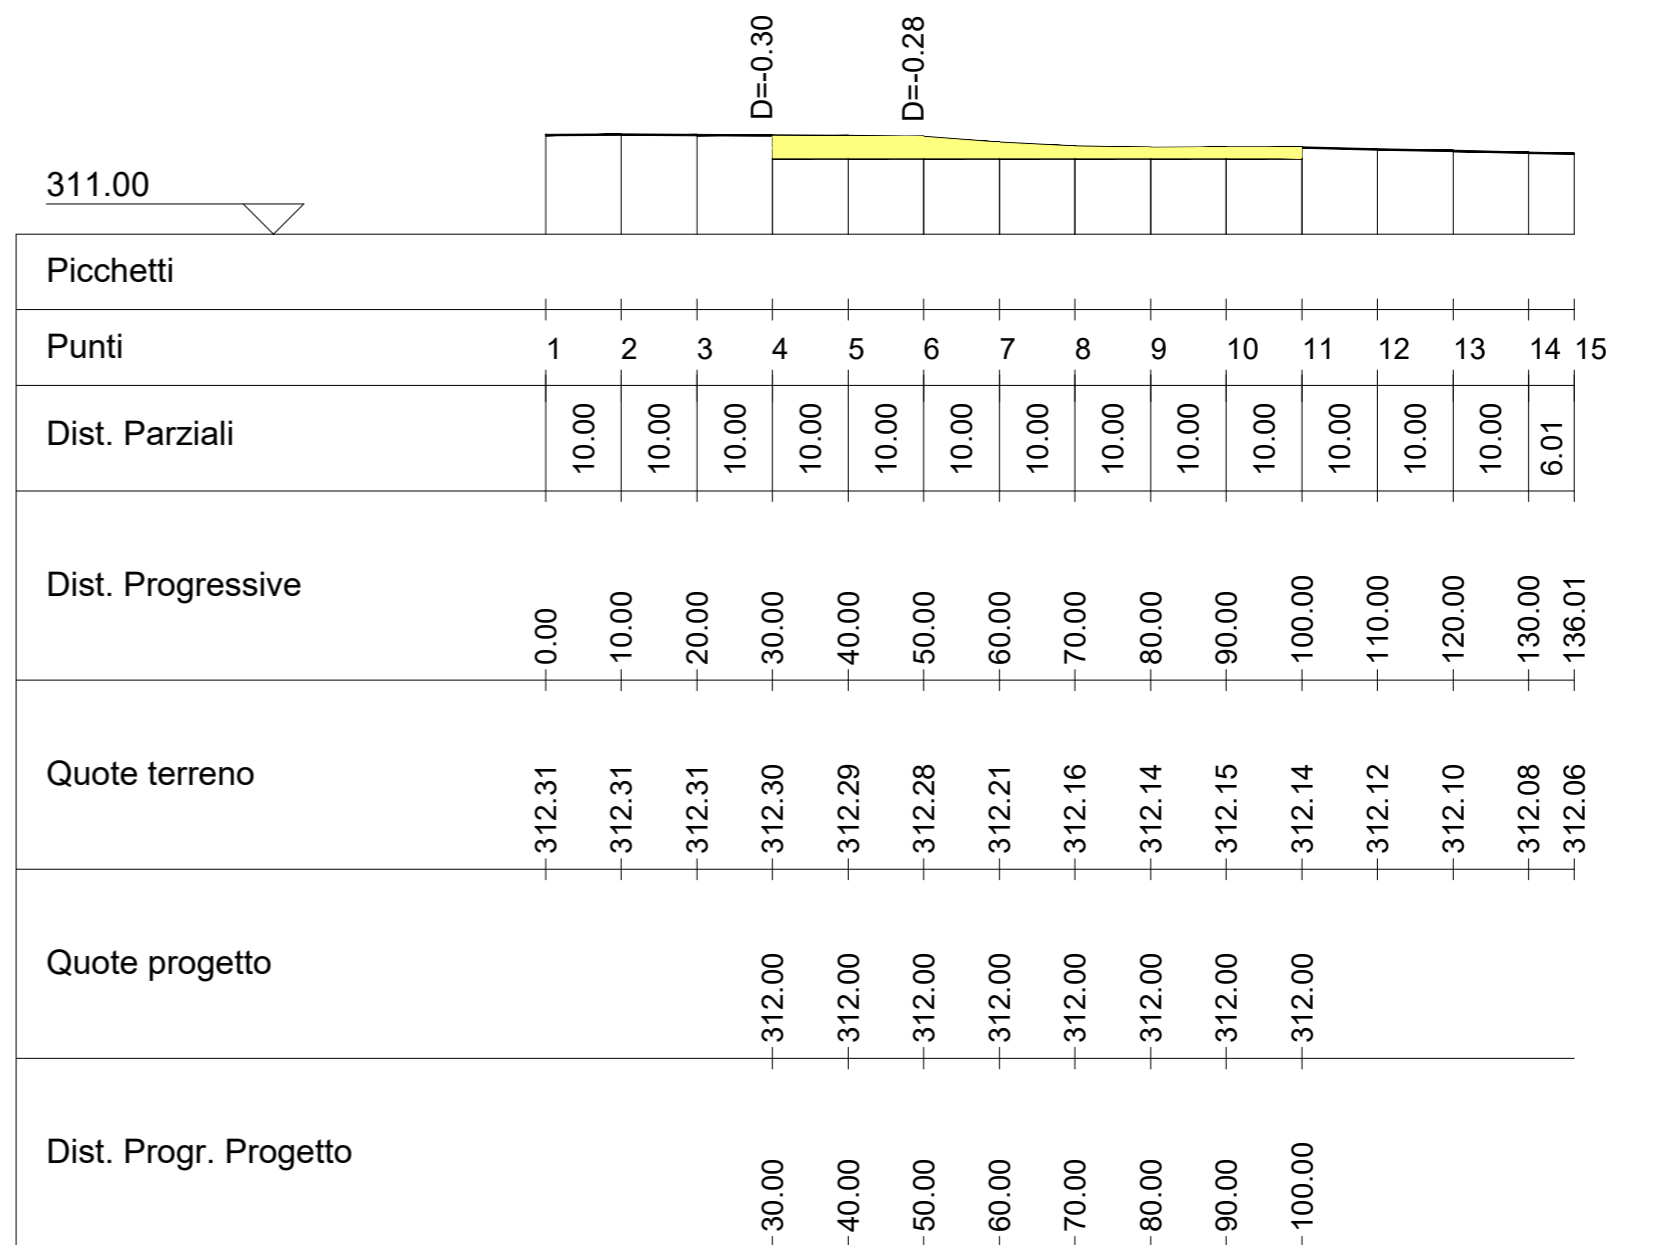 D=-0.30 D=-0.28
311.00
Picchetti
Punti 1 2 3 4 5 6 7 8 9 10 11 12 13 14 15
Dist. Parziali 10.00 10.00 10.00 10.00 10.00 10.00 10.00 10.00 10.00 10.00 10.00 10.00 10.00 6.01
Dist. Progressive 0.00 10.00 20.00 30.00 40.00 50.00 60.00 70.00 80.00 90.00 100.00 110.00 120.00 130.00 136.01
Quote terreno 312.31 312.31 312.31 312.30 312.29 312.28 312.21 312.16 312.14 312.15 312.14 312.12 312.10 312.08 312.06
Quote progetto 312.00 312.00 312.00 312.00 312.00 312.00 312.00 312.00
Dist. Progr. Progetto 30.00 40.00 50.00 60.00 70.00 80.00 90.00 100.00